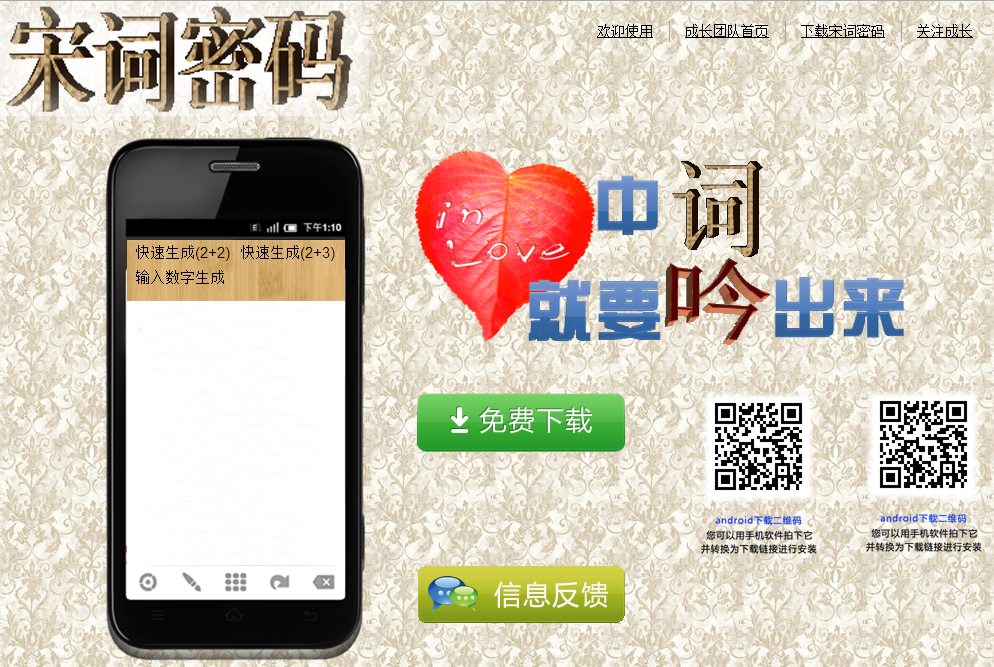 宋词密码
欢迎使用 成长团队首页 下载宋词密码 关注成长
下午1:10
快速生成(2+2) 快速生成(2+3)
输入数字生成
in
Love
中词
就要吟出来
免费下载
android下载二维码
您可以用手机软件拍下它
并转换为下载链接进行安装
android下载二维码
您可以用手机软件拍下它
并转换为下载链接进行安装
信息反馈